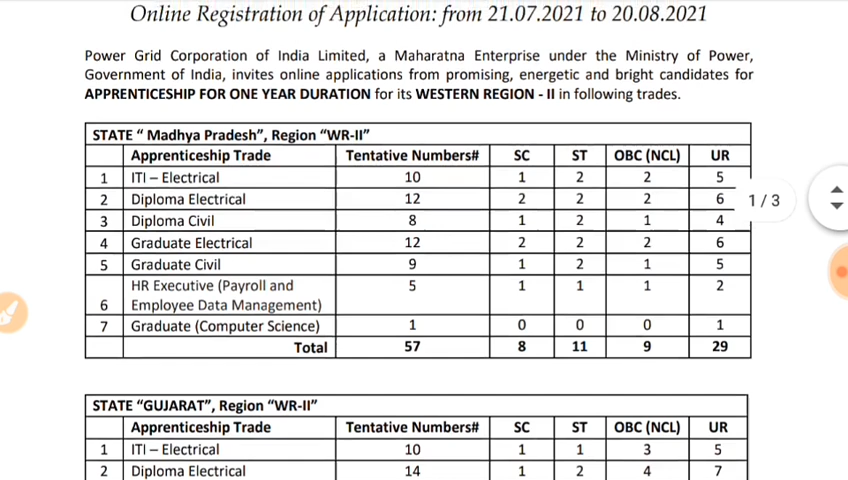 Online Registration of Application: from 21.07.2021 to 20.08.2021
Power Grid Corporation of India Limited, a Maharatna Enterprise under the Ministry of Power,
Government of India, invites online applications from promising, energetic and bright candidates for
APPRENTICESHIP FOR ONE YEAR DURATION for its WESTERN REGION - II in following trades.
STATE “ Madhya Pradesh”, Region “WR-II”
Apprenticeship Trade Tentative Numbers# SC ST OBC (NCL) UR
1 ITI – Electrical 10 1 2 2 5
2 Diploma Electrical 12 2 2 2 6
1 / 3
3 Diploma Civil 8 1 2 1 4
4 Graduate Electrical 12 2 2 2 6
5 Graduate Civil 9 1 2 1 5
HR Executive (Payroll and 5 1 1 1 2
6 Employee Data Management)
7 Graduate (Computer Science) 1 0 0 0 1
Total 57 8 11 9 29
STATE “GUJARAT”, Region “WR-II”
Apprenticeship Trade Tentative Numbers# SC ST OBC (NCL) UR
1 ITI – Electrical 10 1 1 3 5
2 Diploma Electrical 14 1 2 4 7